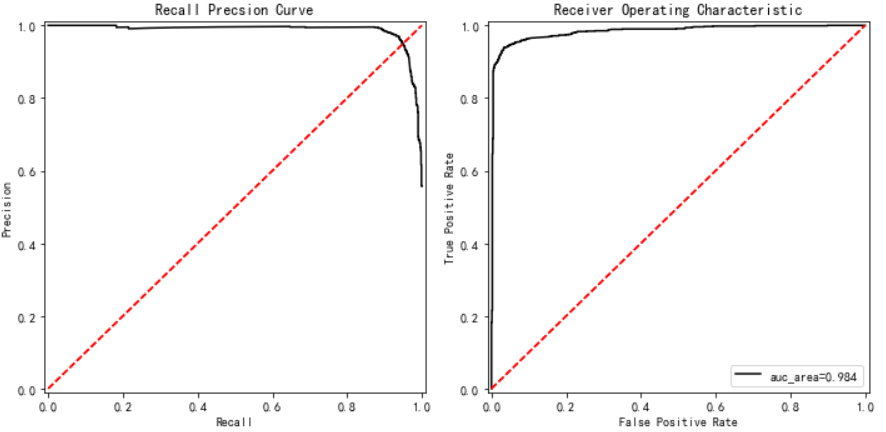 Recall Precsion Curve
1.0
0.8
0.6
0.4
0.2
0.0
Precision
0.0 0.2 0.4 0.6 0.8 1.0
Recall
Receiver Operating Characteristic
1.0
0.8
0.6
0.4
0.2
0.0
True Positive Rate
auc_area=0.984
0.0 0.2 0.4 0.6 0.8 1.0
False Positive Rate